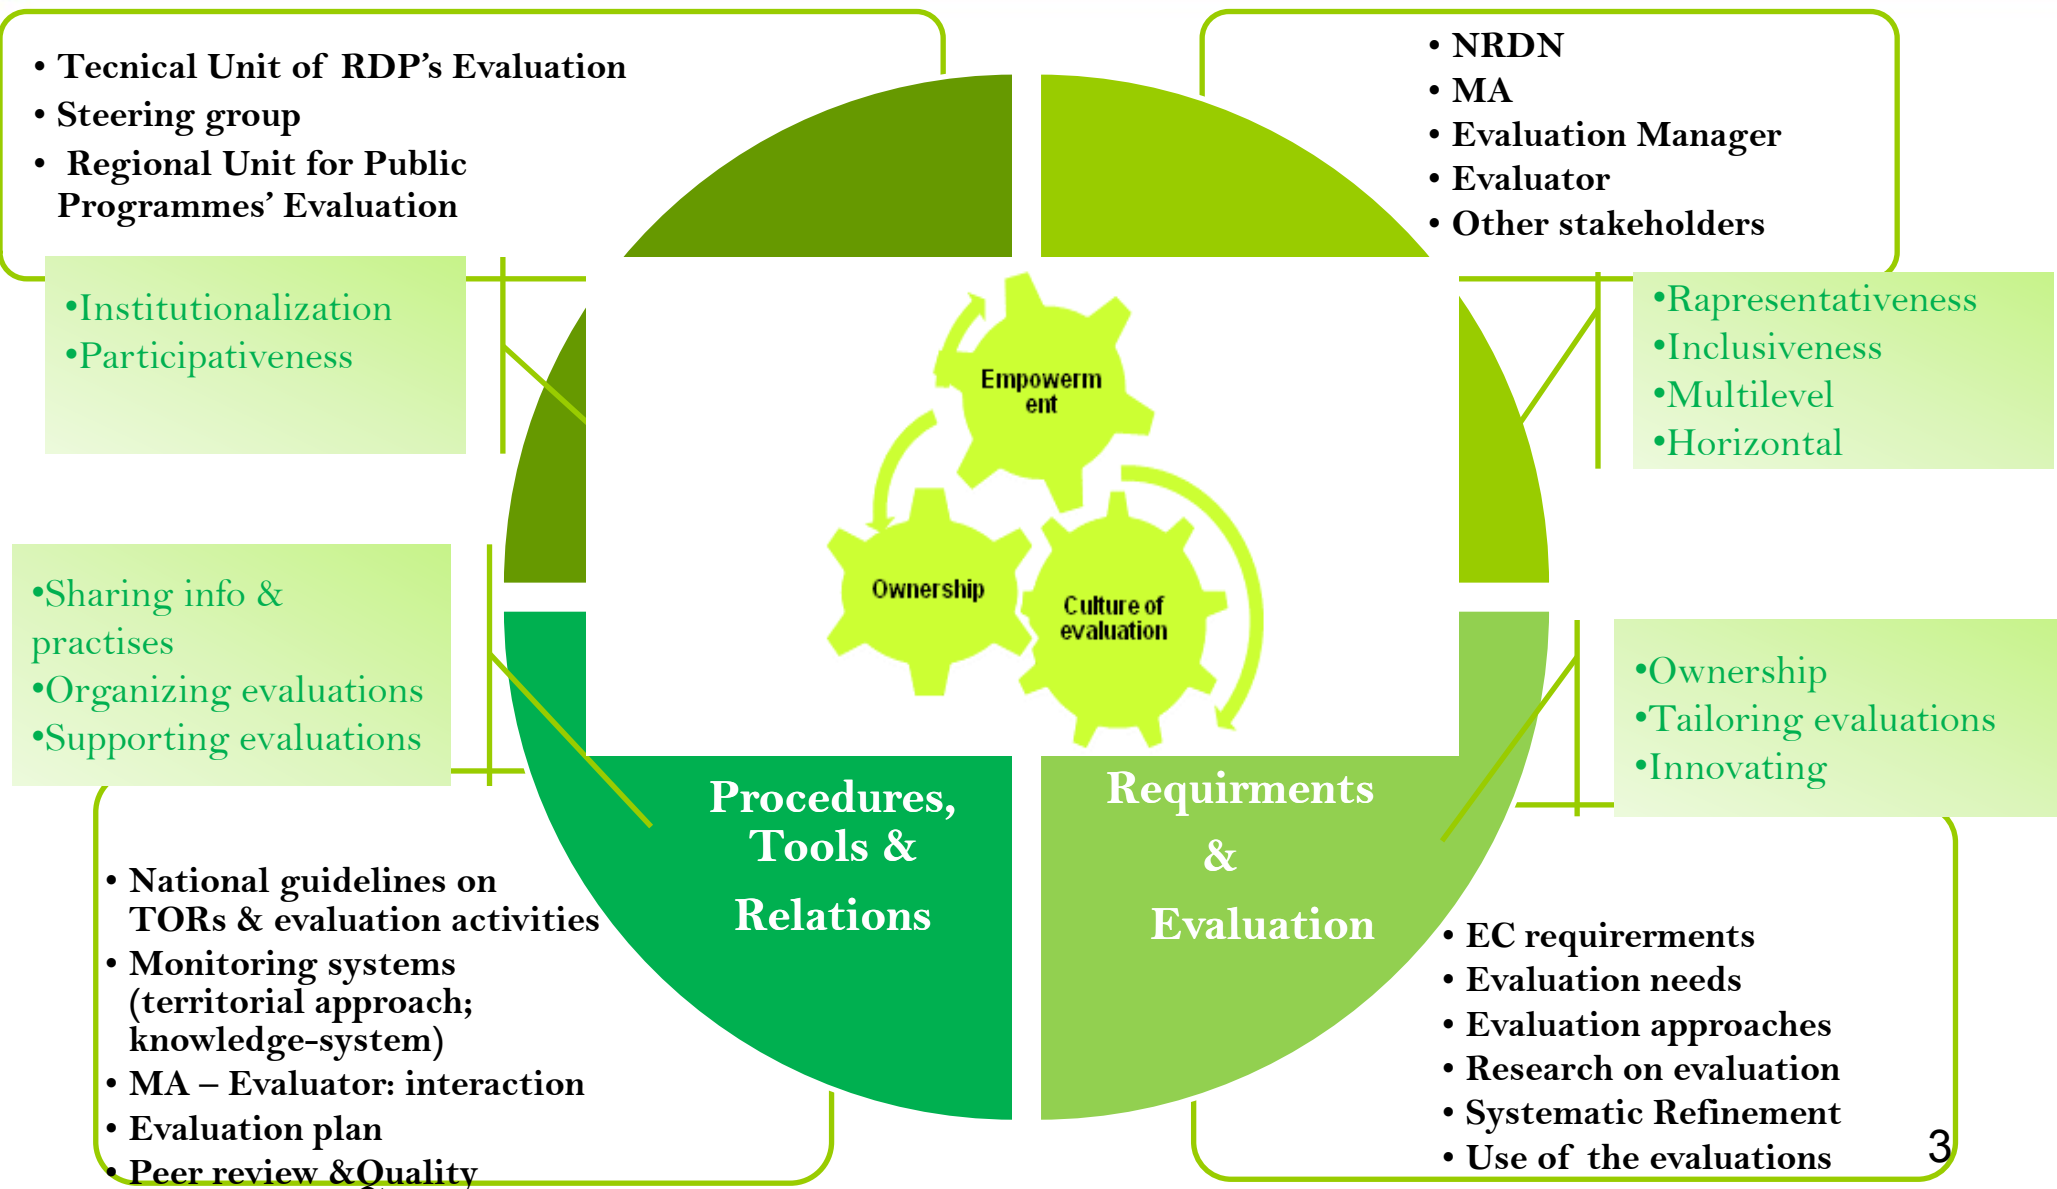 • Tecnical Unit of RDP’s Evaluation
• Steering group
• Regional Unit for Public
Programmes’ Evaluation
•Institutionalization
•Participativeness
• NRDN
• MA
• Evaluation Manager
• Evaluator
• Other stakeholders
•Rapresentativeness
•Inclusiveness
•Multilevel
•Horizontal
Empowerm
ent
Ownership
Culture of
evaluation
•Sharing info &
practises
•Organizing evaluations
•Supporting evaluations
•Ownership
•Tailoring evaluations
•Innovating
Procedures,
Tools &
Relations
Requirments
&
Evaluation
• National guidelines on
TORs & evaluation activities
• Monitoring systems
(territorial approach;
knowledge-system)
• MA – Evaluator: interaction
• Evaluation plan
• Peer review &Quality
• EC requirerments
• Evaluation needs
• Evaluation approaches
• Research on evaluation
• Systematic Refinement
• Use of the evaluations
3